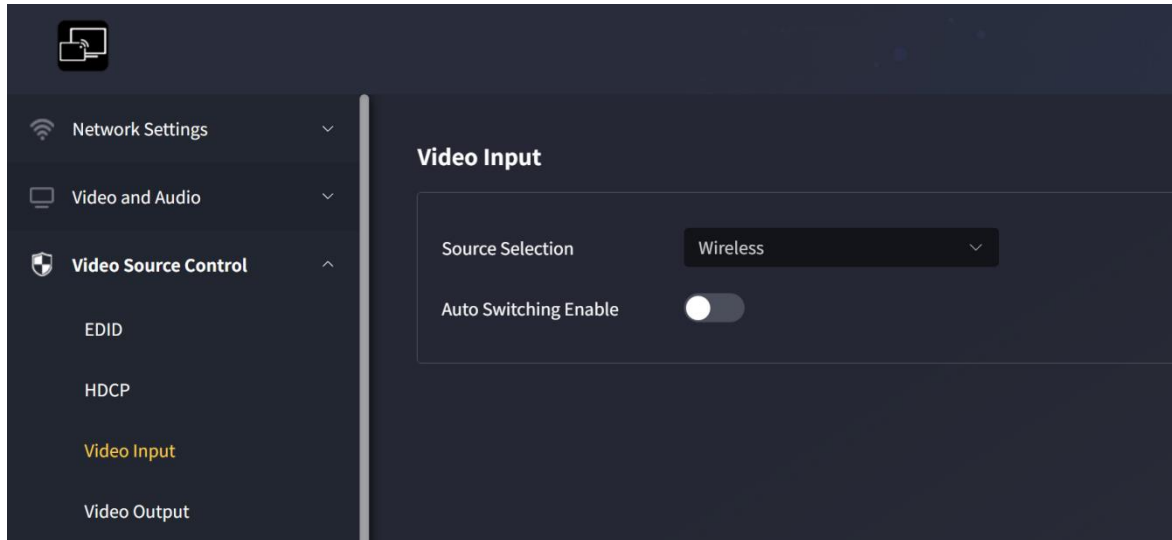 Network Settings
Video and Audio
Video Source Control
EDID
HDCP
Video Input
Video Output
Video Input
Source Selection
Wireless
Auto Switching Enable